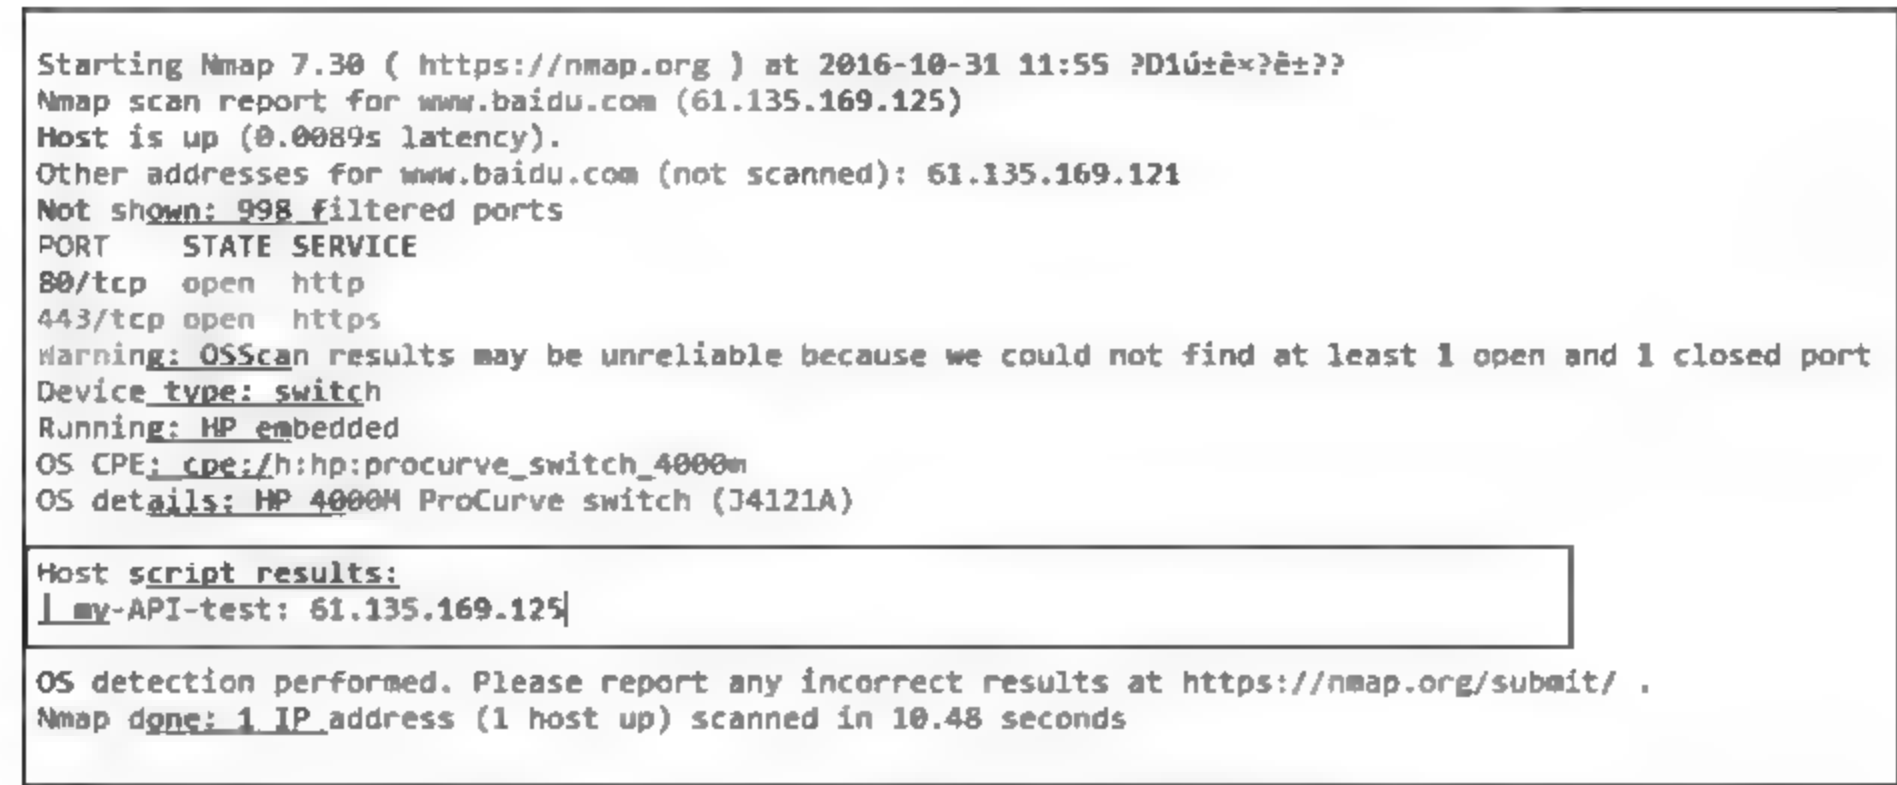 Starting Nmap 7.30 ( https://nmap.org ) at 2016-10-31 11:55 ?D1ú±ê×?ê±??
Nmap scan report for www.baidu.com (61.135.169.125)
Host is up (0.0089s latency).
Other addresses for www.baidu.com (not scanned): 61.135.169.121
Not shown: 998 filtered ports
PORT    STATE SERVICE
80/tcp  open  http
443/tcp open  https
Warning: OSScan results may be unreliable because we could not find at least 1 open and 1 closed port
Device type: switch
Running: HP embedded
OS CPE: cpe:/h:hp:procurve_switch_4000m
OS details: HP 4000M ProCurve switch (J4121A)
Host script results:
|_my-API-test: 61.135.169.125
OS detection performed. Please report any incorrect results at https://nmap.org/submit/ .
Nmap done: 1 IP address (1 host up) scanned in 10.48 seconds